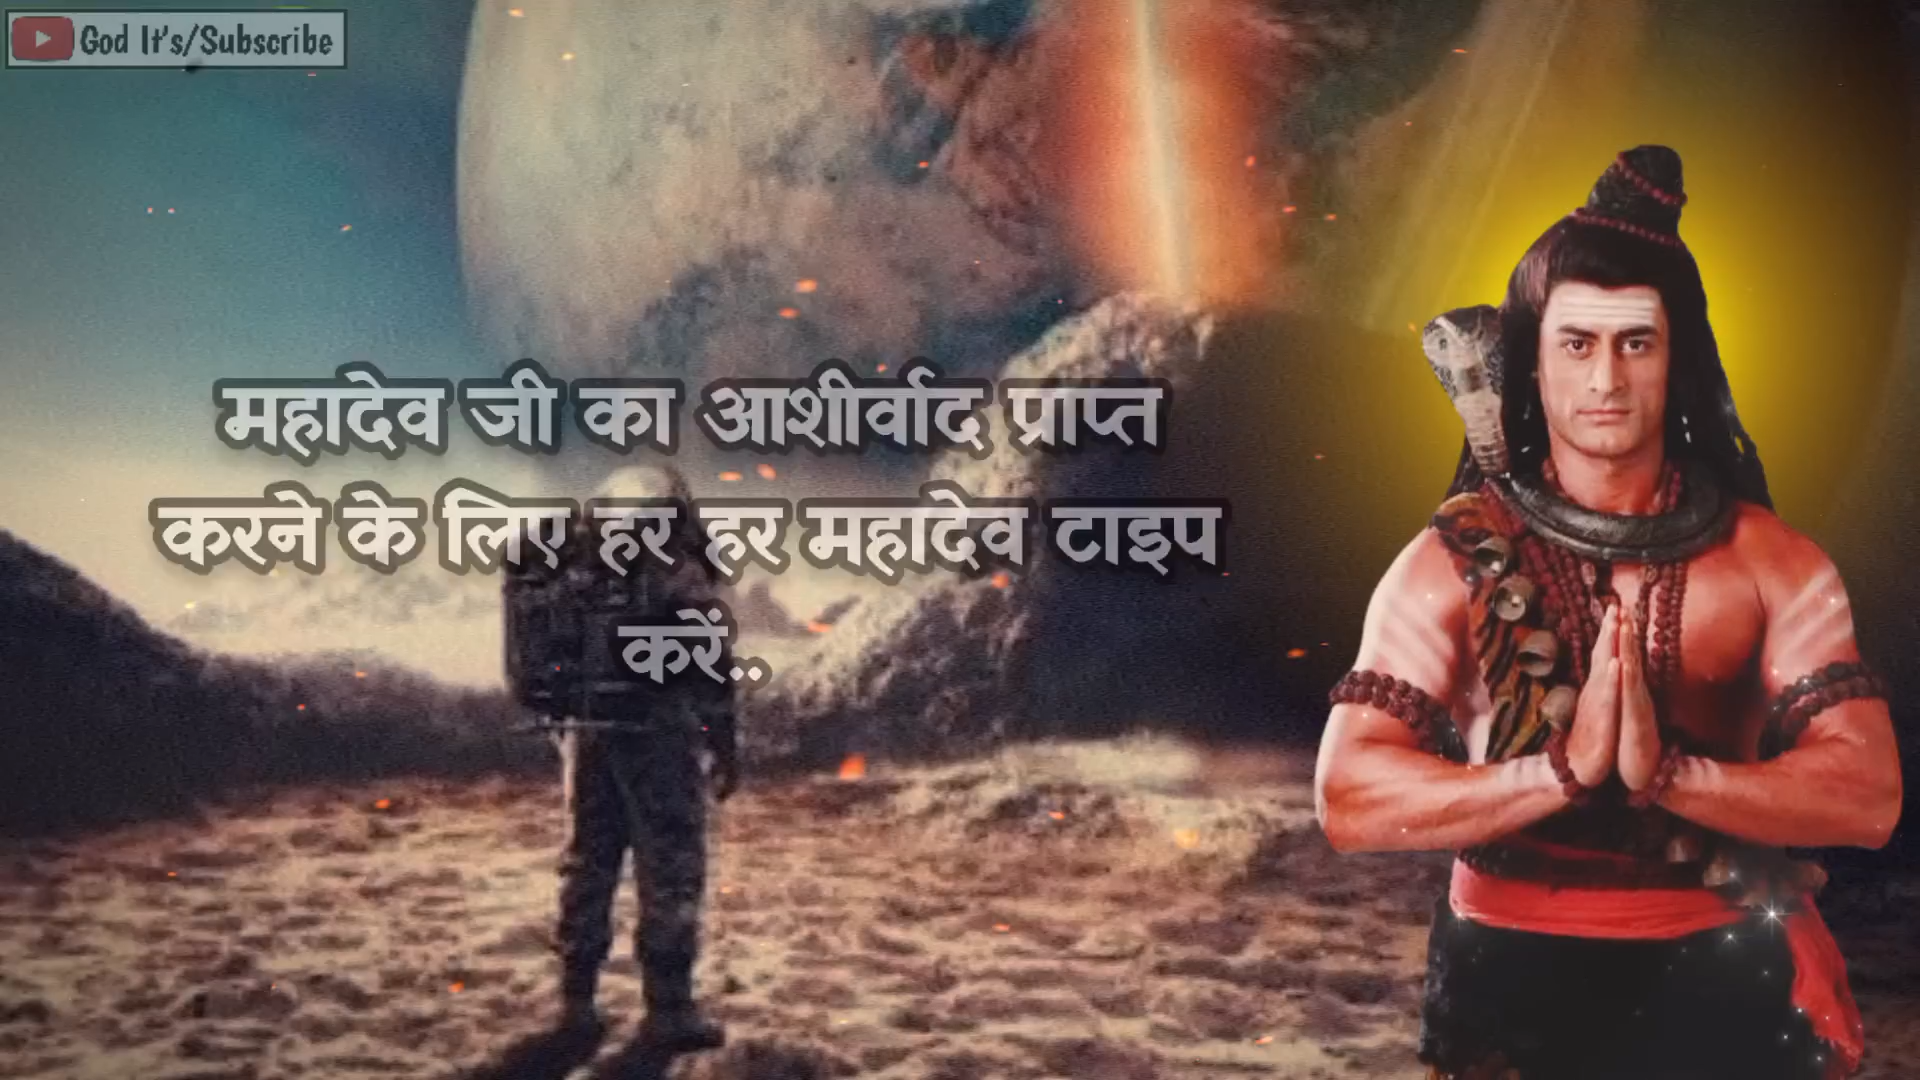 God It's/Subscribe
महादेव जी का आशीर्वाद प्राप्त
करने के लिए हर हर महादेव टाइप
करें..